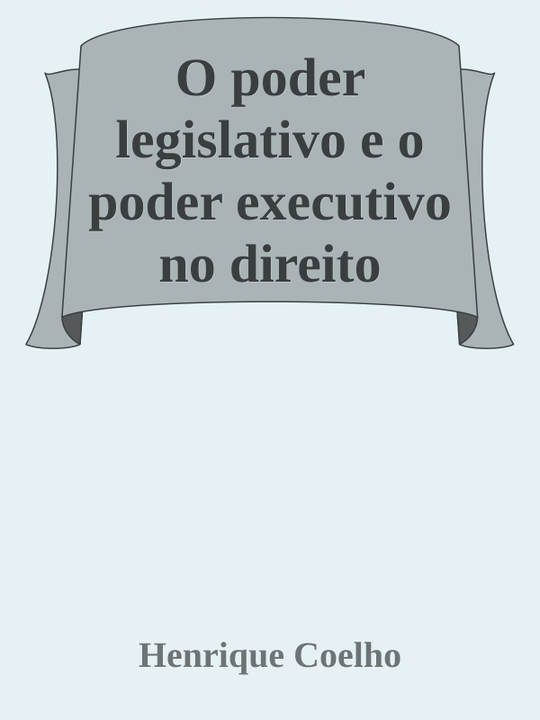 O poder
legislativo e o
poder executivo
no direito
Henrique Coelho